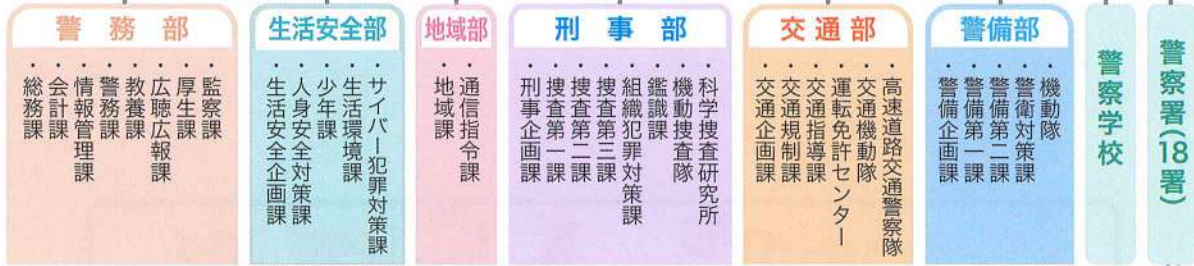 警務部
・総務課
・会計課
・情報管理課
・警務課
・教養課
・広聴広報課
・厚生課
・監察課
生活安全部
・生活安全企画課
・人身安全対策課
・少年課
・生活環境課
・サイバー犯罪対策課
地域部
・地域課
・通信指令課
刑事部
・刑事企画課
・捜査第一課
・捜査第二課
・捜査第三課
・組織犯罪対策課
・鑑識課
・機動捜査隊
・科学捜査研究所
交通部
・交通企画課
・交通規制課
・交通指導課
・運転免許センター
・交通機動隊
・高速道路交通警察隊
警備部
・警備企画課
・警備第一課
・警備第二課
・警衛対策課
・機動隊
警察学校
警察署(18署)